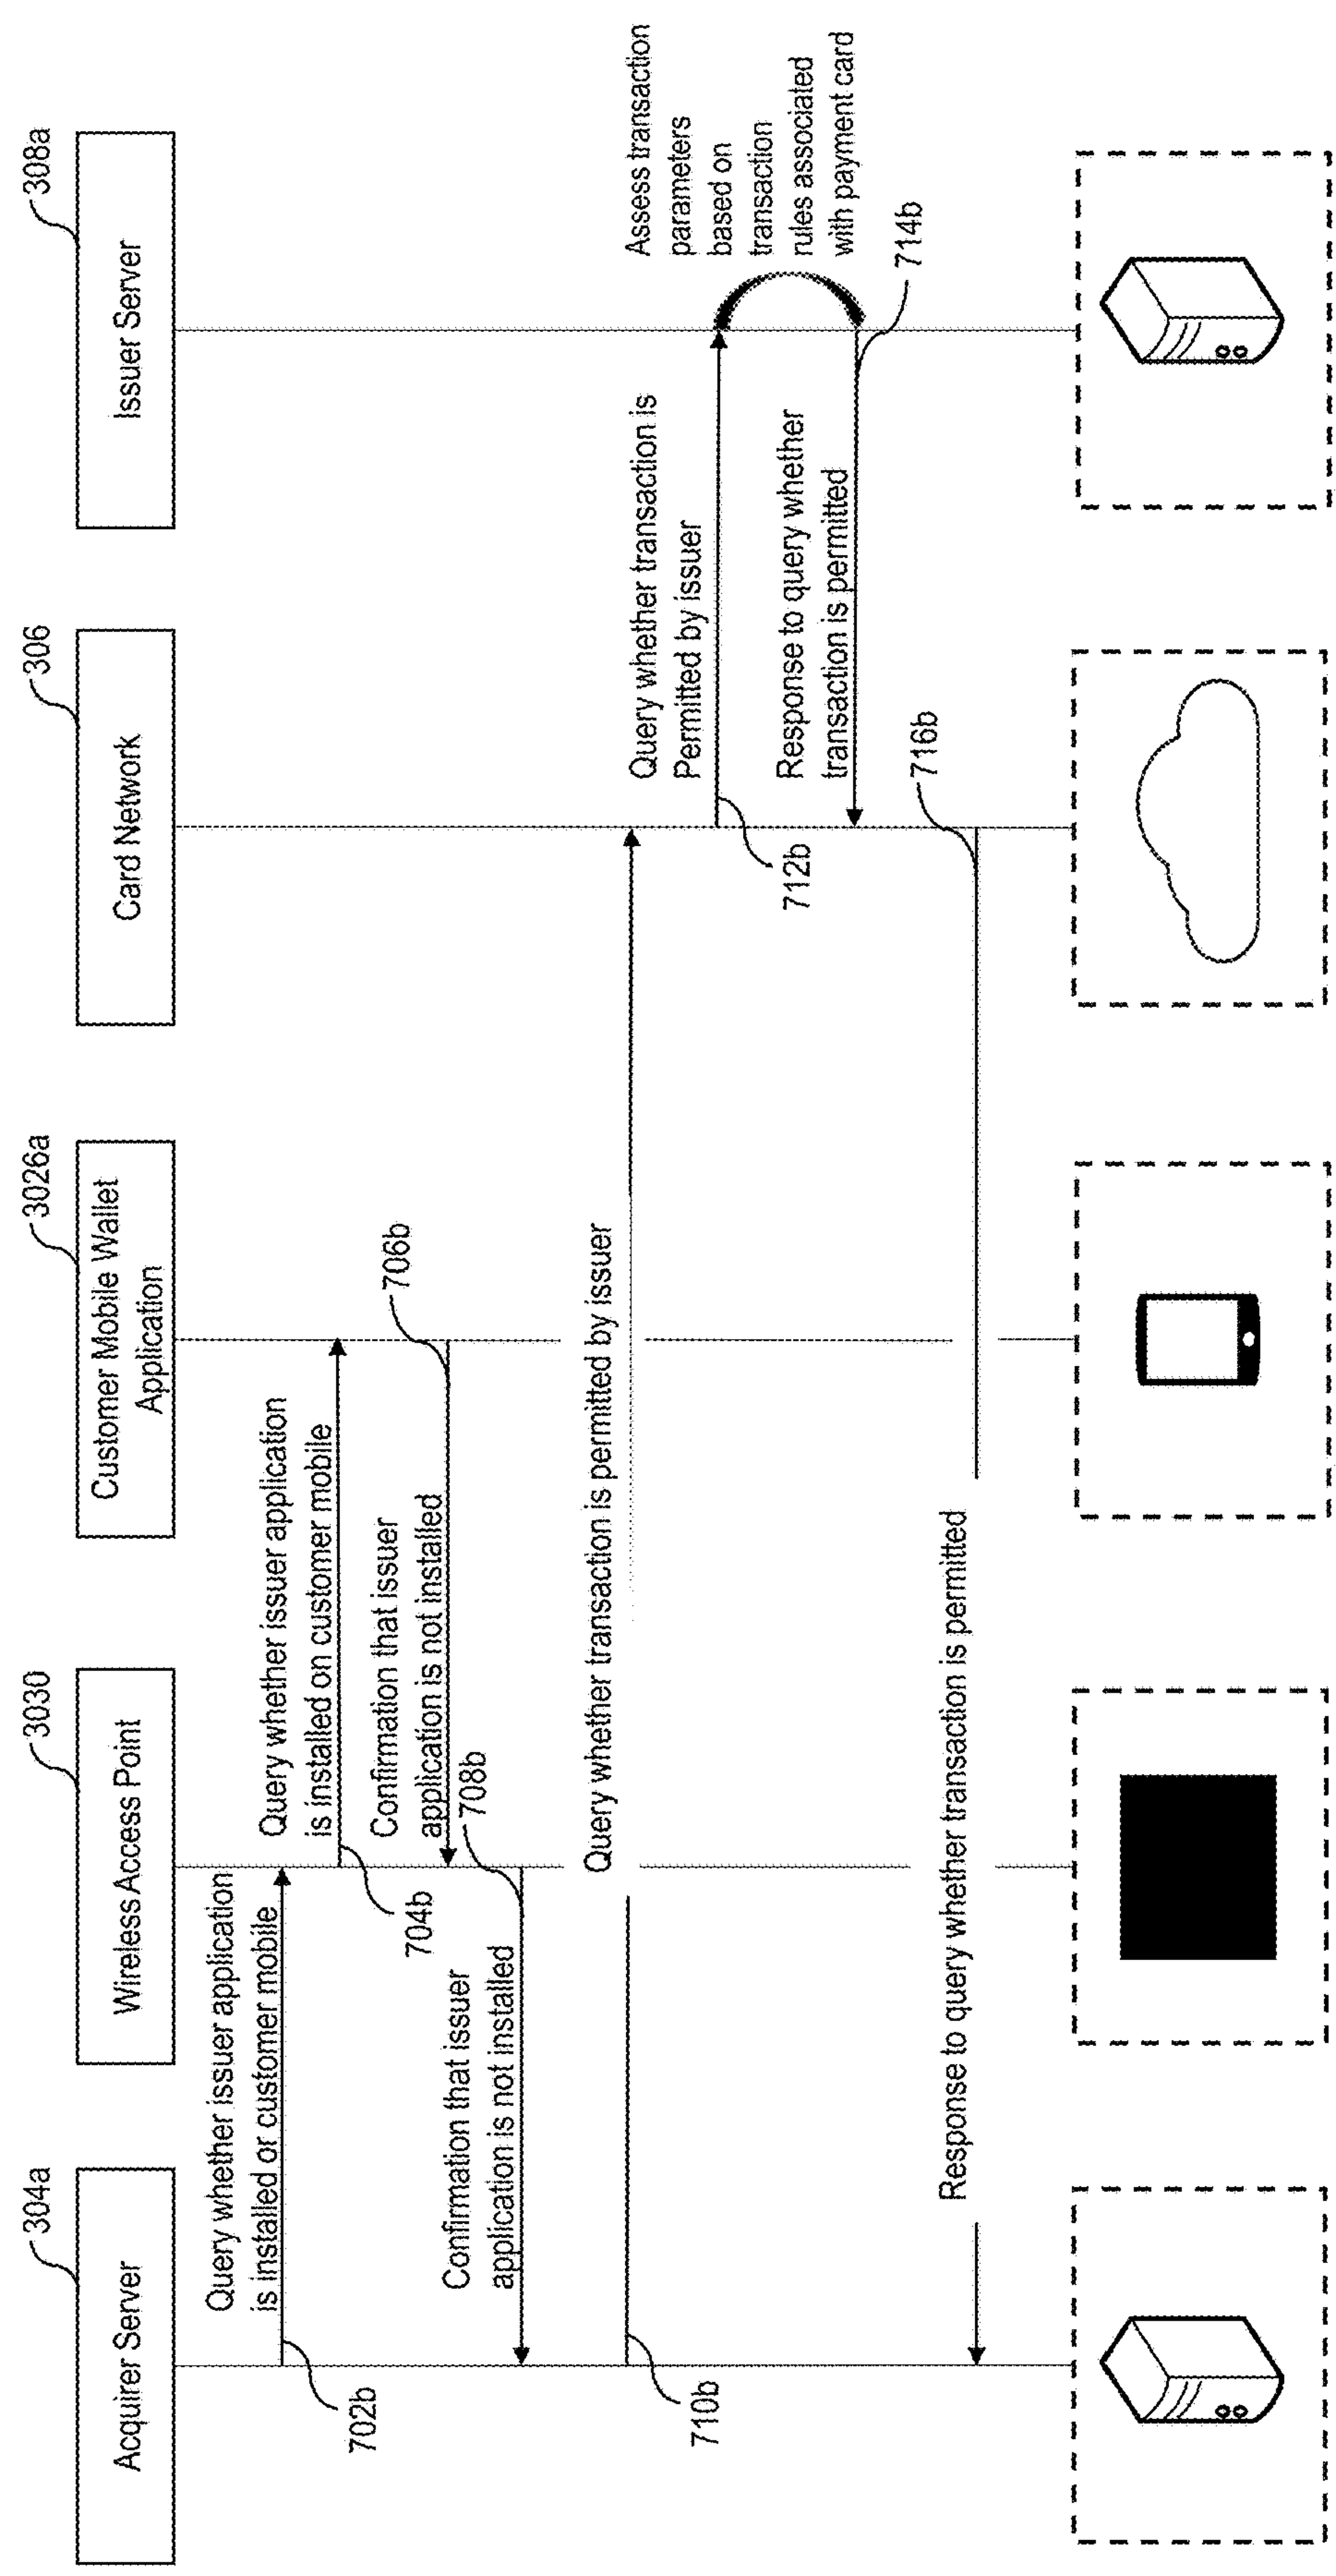 304a
Acquirer Server
3030
Wireless Access Point
3026a
Customer Mobile Wallet
Application
306
Card Network
308a
Issuer Server
Query whether issuer application
is installed or customer mobile
702b
Query whether issuer application
is installed on customer mobile
704b
Confirmation that issuer
application is not installed
706b
Confirmation that issuer
application is not installed
708b
Query whether transaction is permitted by issuer
710b
Query whether transaction is
Permitted by issuer
712b
Assess transaction
parameters
based on
transaction
rules associated
with payment card
Response to query whether
transaction is permitted
714b
Response to query whether transaction is permitted
716b